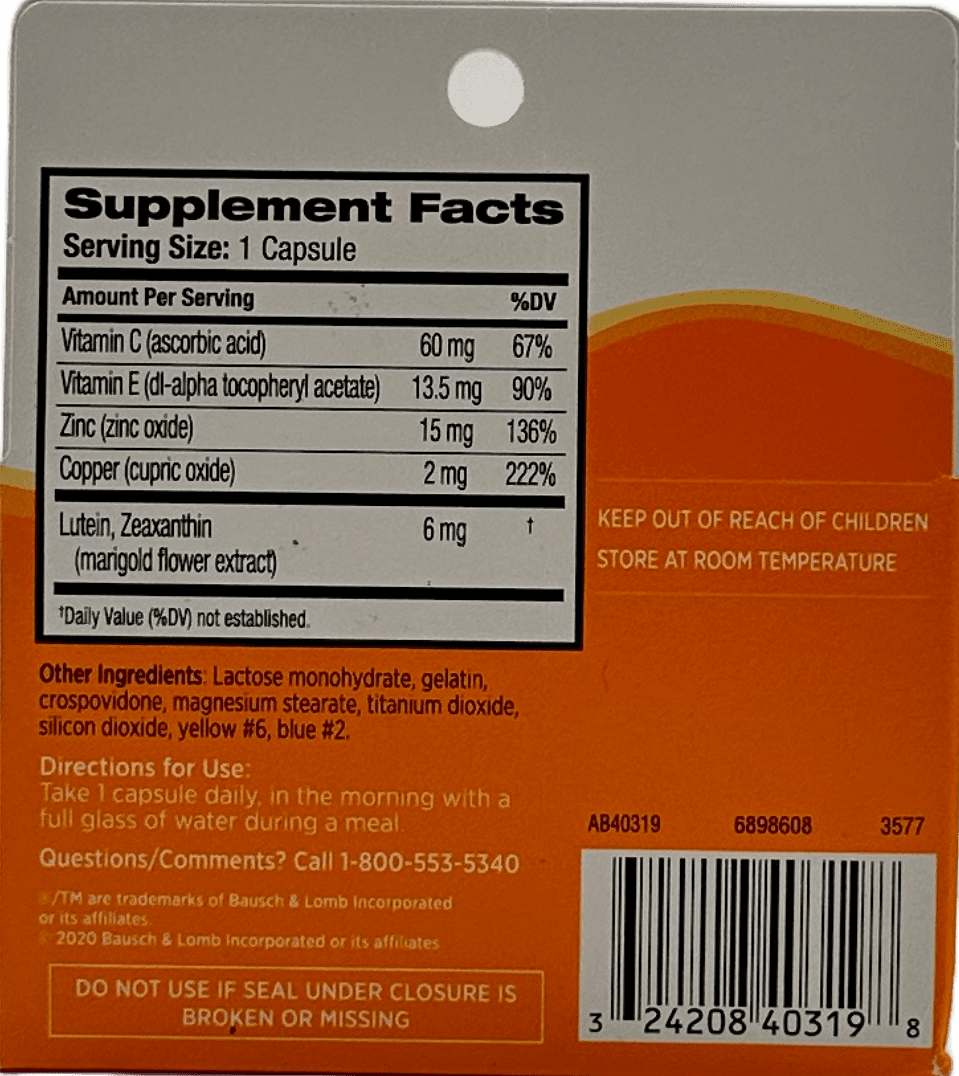 Supplement Facts
Serving Size: 1 Capsule
Amount Per Serving %DV
Vitamin C (ascorbic acid) 60 mg 67%
Vitamin E (dl-alpha tocopheryl acetate) 13.5 mg 90%
Zinc (zinc oxide) 15 mg 136%
Copper (cupric oxide) 2 mg 222%
Lutein, Zeaxanthin 6 mg †
(marigold flower extract)
†Daily Value (%DV) not established.
KEEP OUT OF REACH OF CHILDREN
STORE AT ROOM TEMPERATURE
Other Ingredients: Lactose monohydrate, gelatin,
crospovidone, magnesium stearate, titanium dioxide,
silicon dioxide, yellow #6, blue #2.
Directions for Use:
Take 1 capsule daily, in the morning with a
full glass of water during a meal.
Questions/Comments? Call 1-800-553-5340
®/TM are trademarks of Bausch & Lomb Incorporated
or its affiliates.
© 2020 Bausch & Lomb Incorporated or its affiliates
DO NOT USE IF SEAL UNDER CLOSURE IS
BROKEN OR MISSING
AB40319 6898608 3577
3 24208 40319 8